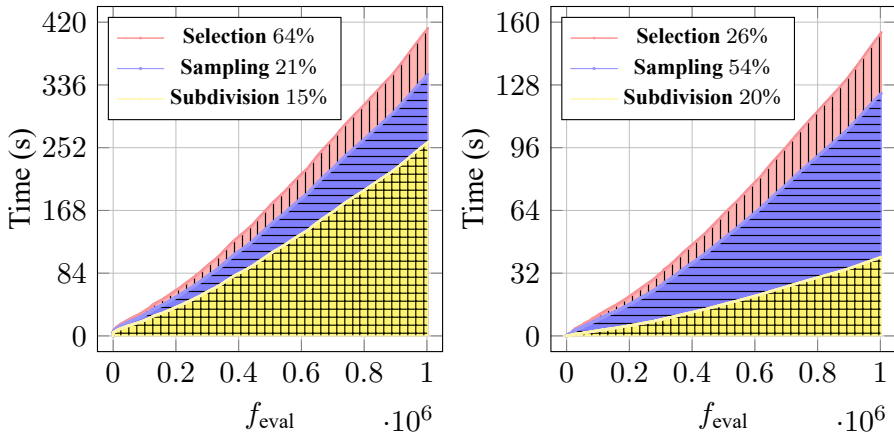 420
336
252
168
84
0
Time (s)
Selection 64%
Sampling 21%
Subdivision 15%
0 0.2 0.4 0.6 0.8 1
f_eval
·10^6
160
128
96
64
32
0
Time (s)
Selection 26%
Sampling 54%
Subdivision 20%
0 0.2 0.4 0.6 0.8 1
f_eval
·10^6